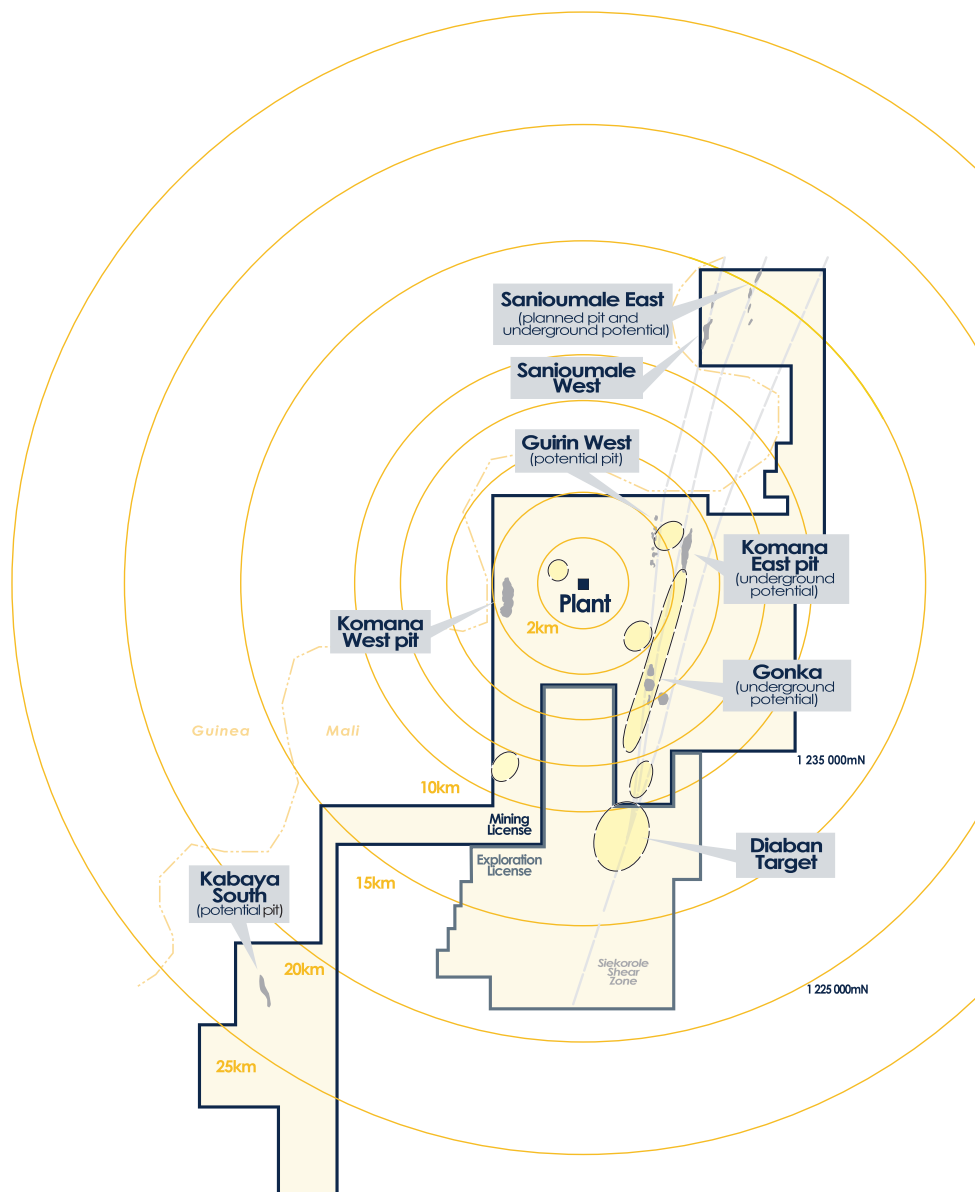 Sanioumale East
(planned pit and
underground potential)
Sanioumale
West
Guirin West
(potential pit)
Komana
East pit
(underground
potential)
Plant
Komana
West pit
2km
Gonka
(underground
potential)
Guinea
Mali
1 235 000mN
10km
Mining
License
Diaban
Target
Exploration
License
Kabaya
South
(potential pit)
15km
Siekorole
Shear
Zone
20km
1 225 000mN
25km